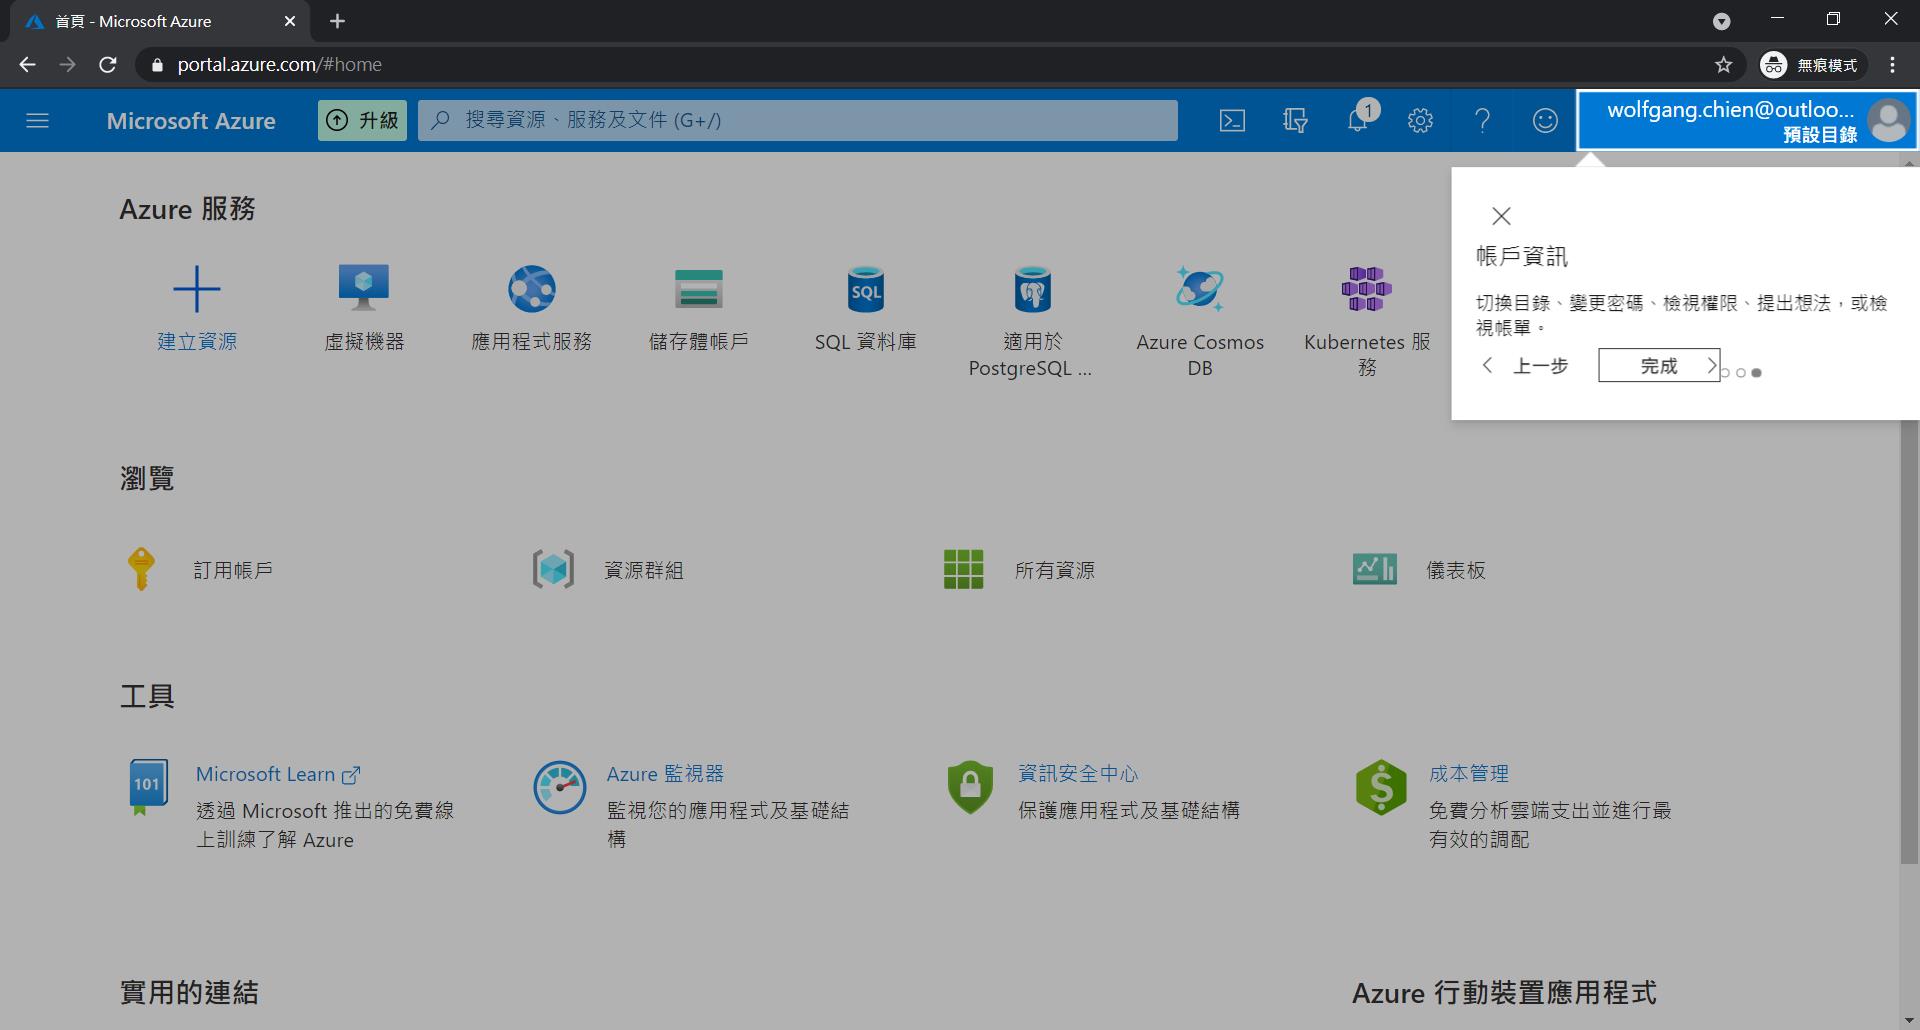 首頁 - Microsoft Azure
portal.azure.com/#home
無痕模式
Microsoft Azure
升級
搜尋資源、服務及文件 (G+/)
1
wolfgang.chien@outloo...
預設目錄
帳戶資訊
切換目錄、變更密碼、檢視權限、提出想法，或檢
視帳單。
上一步
完成
Azure 服務
建立資源
虛擬機器
應用程式服務
儲存體帳戶
SQL
SQL 資料庫
適用於
PostgreSQL ...
Azure Cosmos
DB
Kubernetes 服
務
瀏覽
訂用帳戶
資源群組
所有資源
儀表板
工具
101
Microsoft Learn
透過 Microsoft 推出的免費線
上訓練了解 Azure
Azure 監視器
監視您的應用程式及基礎結
構
資訊安全中心
保護應用程式及基礎結構
成本管理
免費分析雲端支出並進行最
有效的調配
實用的連結
Azure 行動裝置應用程式